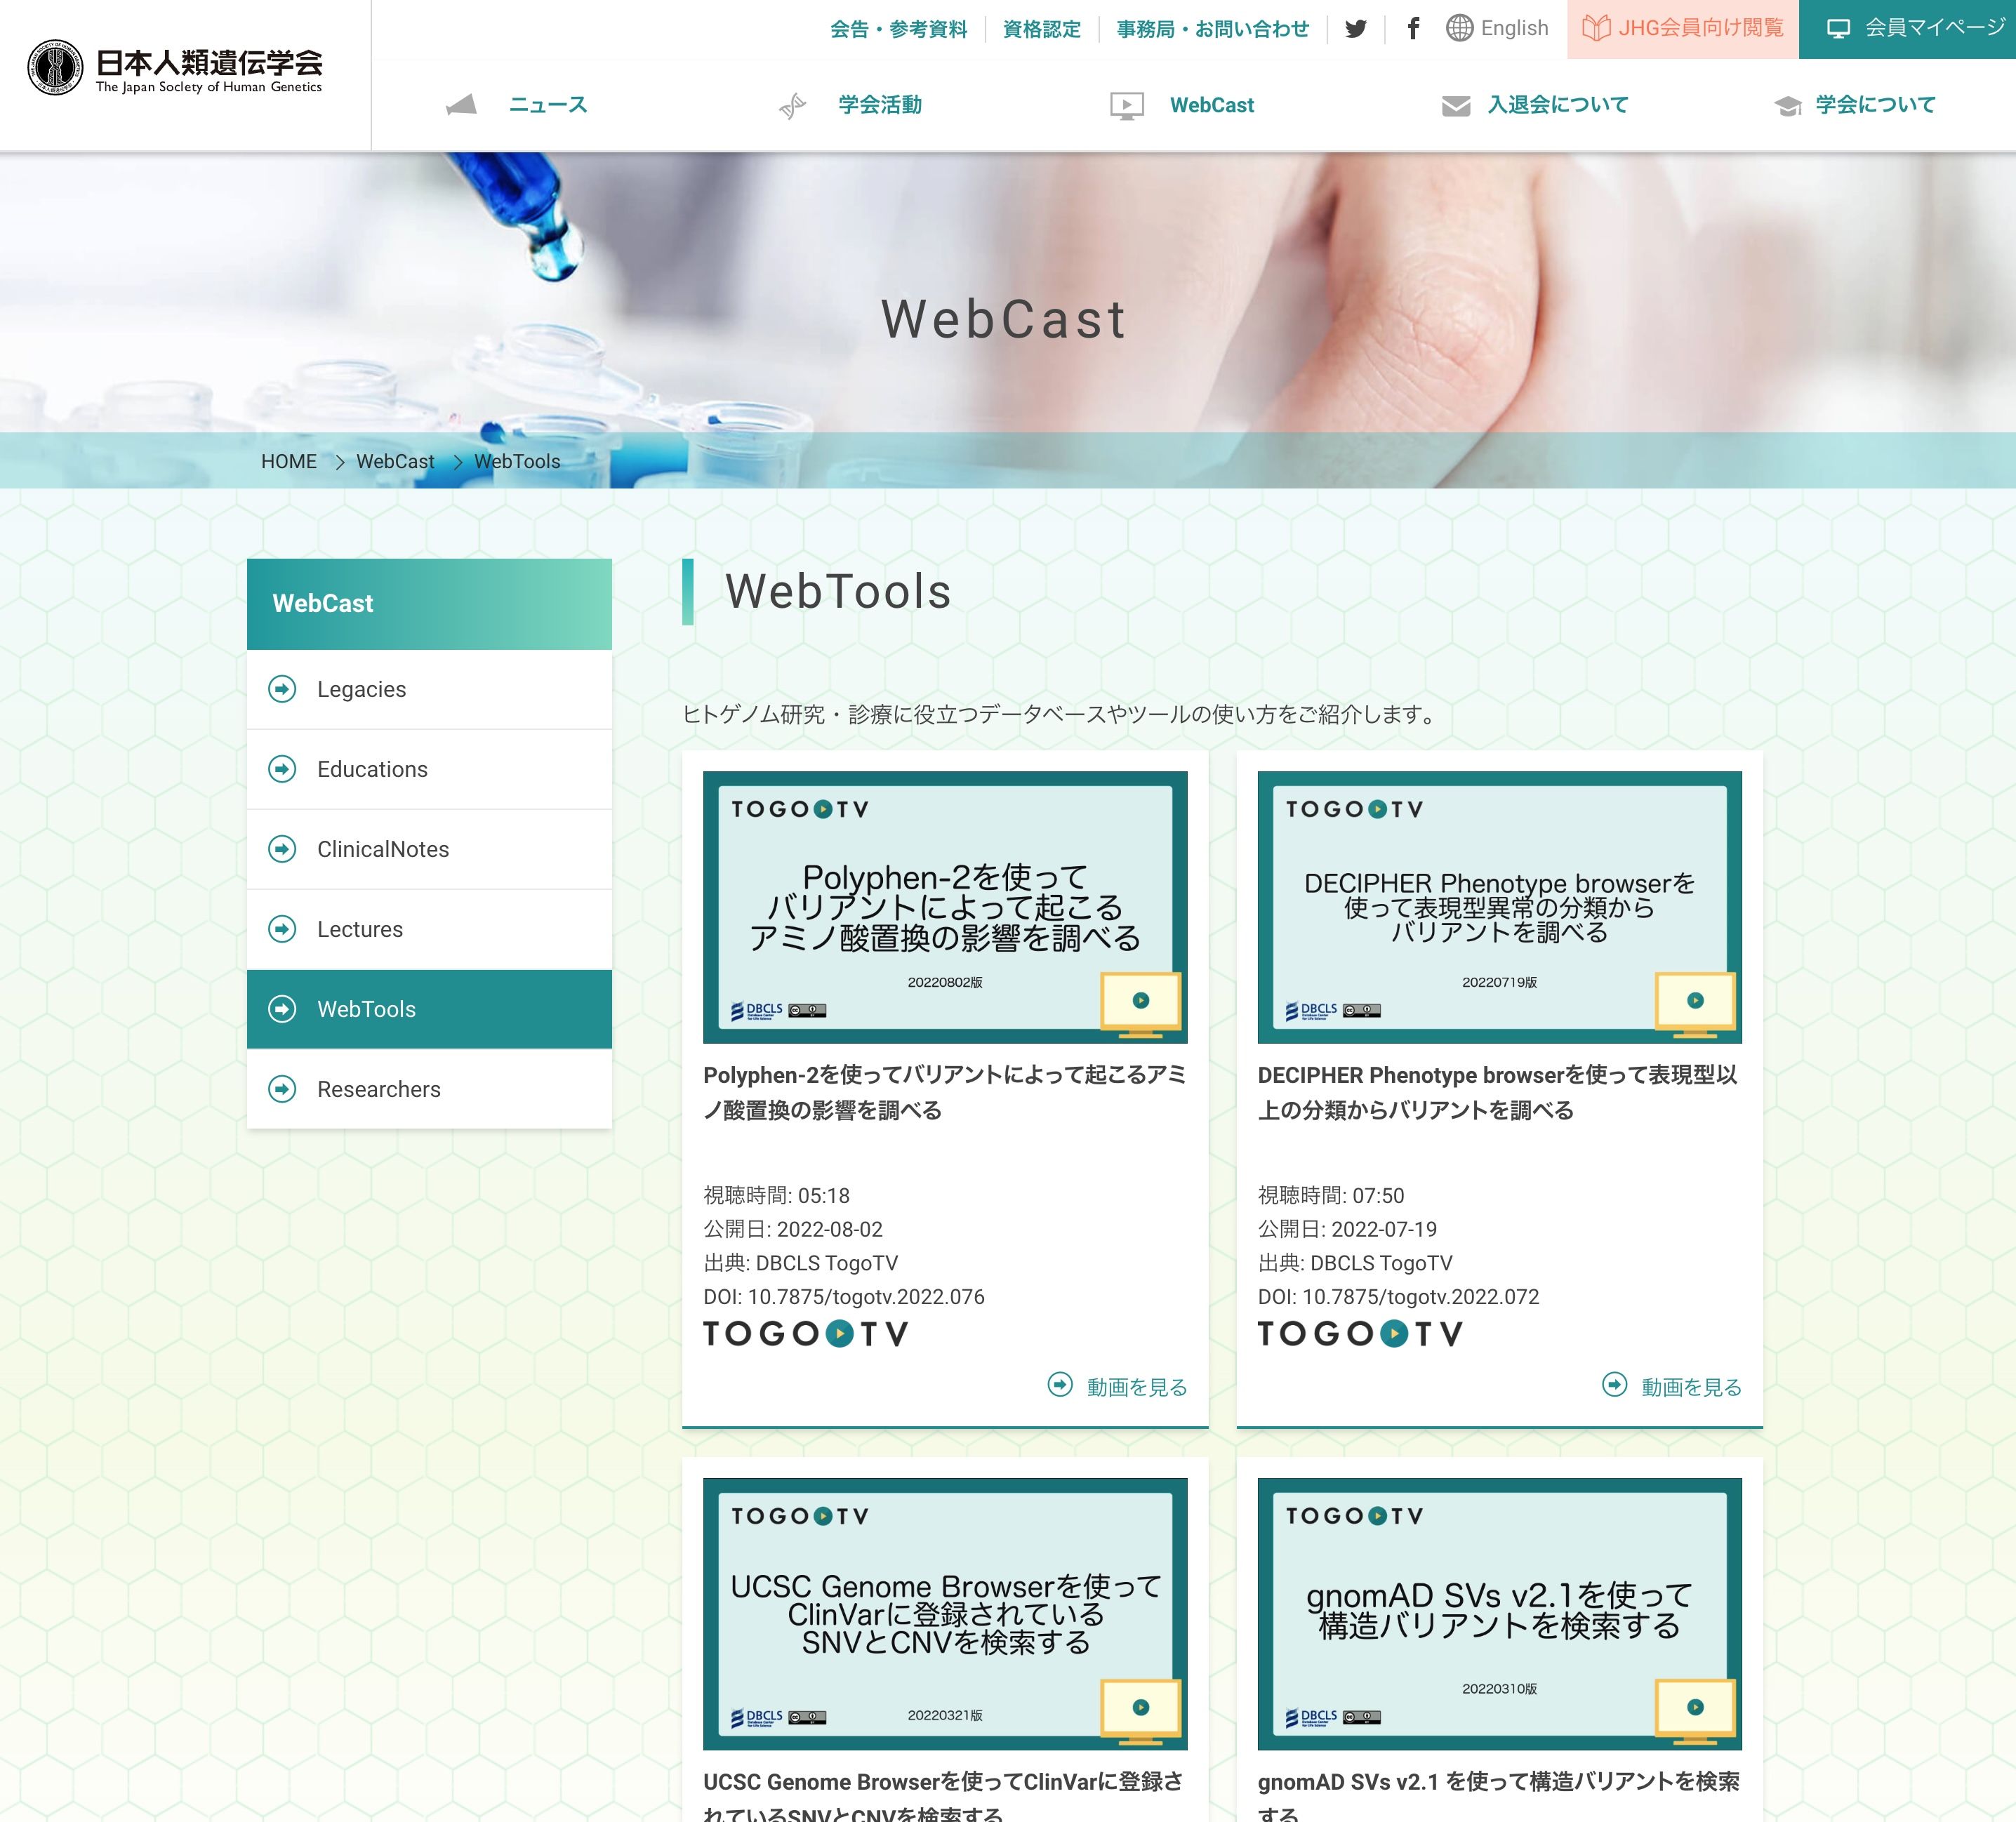 日本人類遺伝学会
The Japan Society of Human Genetics
会告・参考資料
資格認定
事務局・お問い合わせ
English
JHG会員向け閲覧
会員マイページ
ニュース
学会活動
WebCast
入退会について
学会について
WebCast
HOME
WebCast
WebTools
WebCast
Legacies
Educations
ClinicalNotes
Lectures
WebTools
Researchers
WebTools
ヒトゲノム研究・診療に役立つデータベースやツールの使い方をご紹介します。
TOGO TV
Polyphen-2を使って
バリアントによって起こる
アミノ酸置換の影響を調べる
20220802版
DBCLS
Polyphen-2を使ってバリアントによって起こるアミ
ノ酸置換の影響を調べる
視聴時間: 05:18
公開日: 2022-08-02
出典: DBCLS TogoTV
DOI: 10.7875/togotv.2022.076
TOGO TV
動画を見る
TOGO TV
DECIPHER Phenotype browserを
使って表現型異常の分類から
バリアントを調べる
20220719版
DBCLS
DECIPHER Phenotype browserを使って表現型以
上の分類からバリアントを調べる
視聴時間: 07:50
公開日: 2022-07-19
出典: DBCLS TogoTV
DOI: 10.7875/togotv.2022.072
TOGO TV
動画を見る
TOGO TV
UCSC Genome Browserを使って
ClinVarに登録されている
SNVとCNVを検索する
20220321版
DBCLS
UCSC Genome Browserを使ってClinVarに登録さ
れているSNVとCNVを検索する
TOGO TV
gnomAD SVs v2.1を使って
構造バリアントを検索する
20220310版
DBCLS
gnomAD SVs v2.1 を使って構造バリアントを検索
する